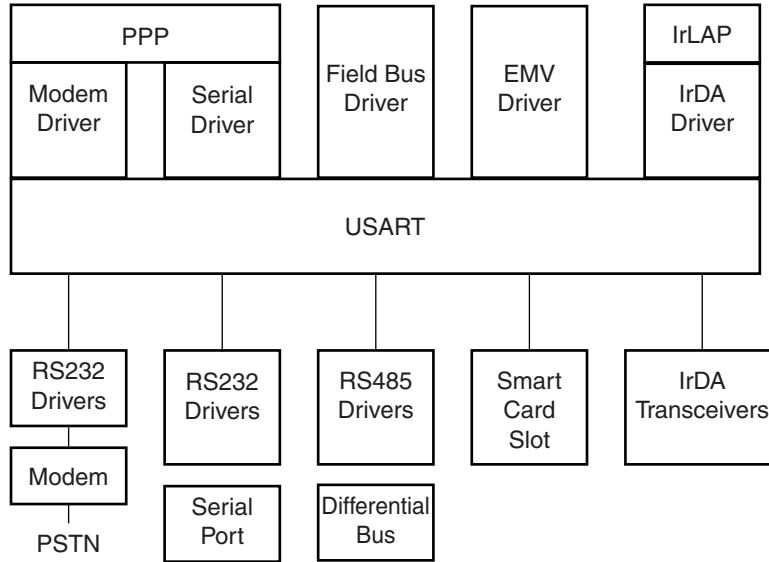 PPP
Modem
Driver
Serial
Driver
Field Bus
Driver
EMV
Driver
IrLAP
IrDA
Driver
USART
RS232
Drivers
Modem
PSTN
RS232
Drivers
Serial
Port
RS485
Drivers
Differential
Bus
Smart
Card
Slot
IrDA
Transceivers